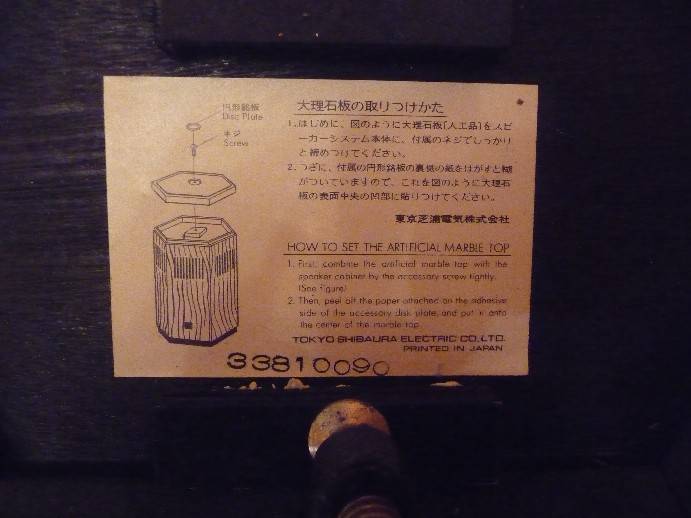 円形銘板
Disc Plate
ネジ
Screw
大理石板の取りつけかた
1. はじめに、図のように大理石板[人工品]をスピ
ーカーシステム本体に、付属のネジでしっかり
と締めつけてください。
2. つぎに、付属の円形銘板の裏側の紙をはがすと糊
がついていますので、これを図のように大理石
板の表面中央の凹部に貼りつけてください。
東京芝浦電気株式会社
HOW TO SET THE ARTIFICIAL MARBLE TOP
1. First, combine the artificial marble top with the
speaker cabinet by the accessory screw tightly.
(See figure)
2. Then, peel off the paper attached on the adhesive
side of the accessory disk plate, and put it onto
the center of the marble top.
TOKYO SHIBAURA ELECTRIC CO., LTD.
PRINTED IN JAPAN
33810090